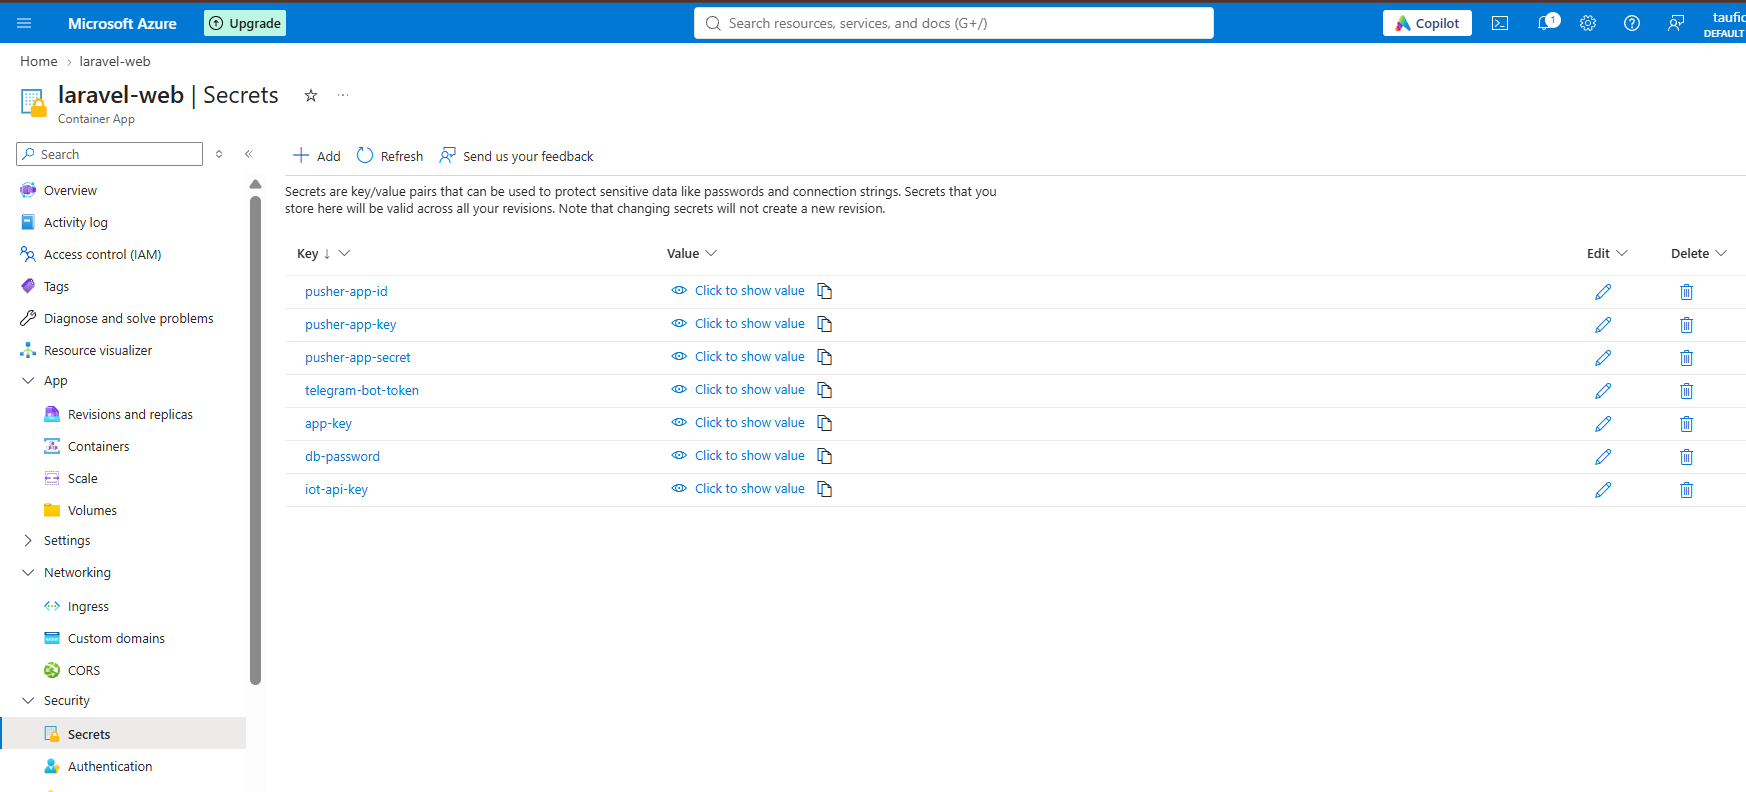 Microsoft Azure
Upgrade
Search resources, services, and docs (G+/)
Copilot
1
DEFAULT
Home > laravel-web
laravel-web | Secrets
...
Container App
Search
Add
Refresh
Send us your feedback
Secrets are key/value pairs that can be used to protect sensitive data like passwords and connection strings. Secrets that you
store here will be valid across all your revisions. Note that changing secrets will not create a new revision.
Key ↓
Value
Edit
Delete
pusher-app-id
Click to show value
pusher-app-key
Click to show value
pusher-app-secret
Click to show value
telegram-bot-token
Click to show value
app-key
Click to show value
db-password
Click to show value
iot-api-key
Click to show value
Overview
Activity log
Access control (IAM)
Tags
Diagnose and solve problems
Resource visualizer
App
Revisions and replicas
Containers
Scale
Volumes
Settings
Networking
Ingress
Custom domains
CORS
Security
Secrets
Authentication